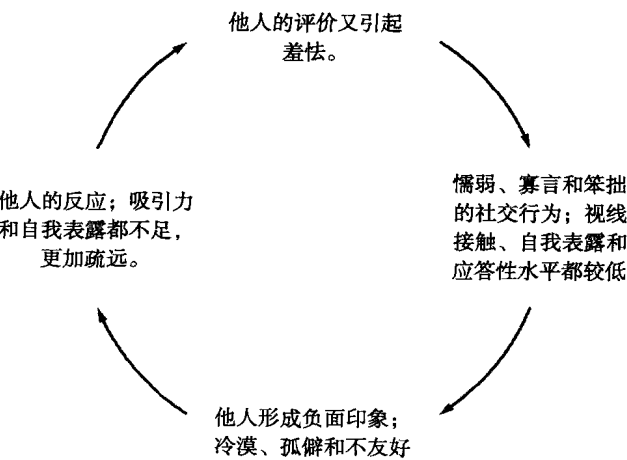 他人的评价又引起
羞怯。
懦弱、寡言和笨拙
的社交行为；视线
接触、自我表露和
应答性水平都较低
他人形成负面印象；
冷漠、孤僻和不友好
他人的反应；吸引力
和自我表露都不足，
更加疏远。